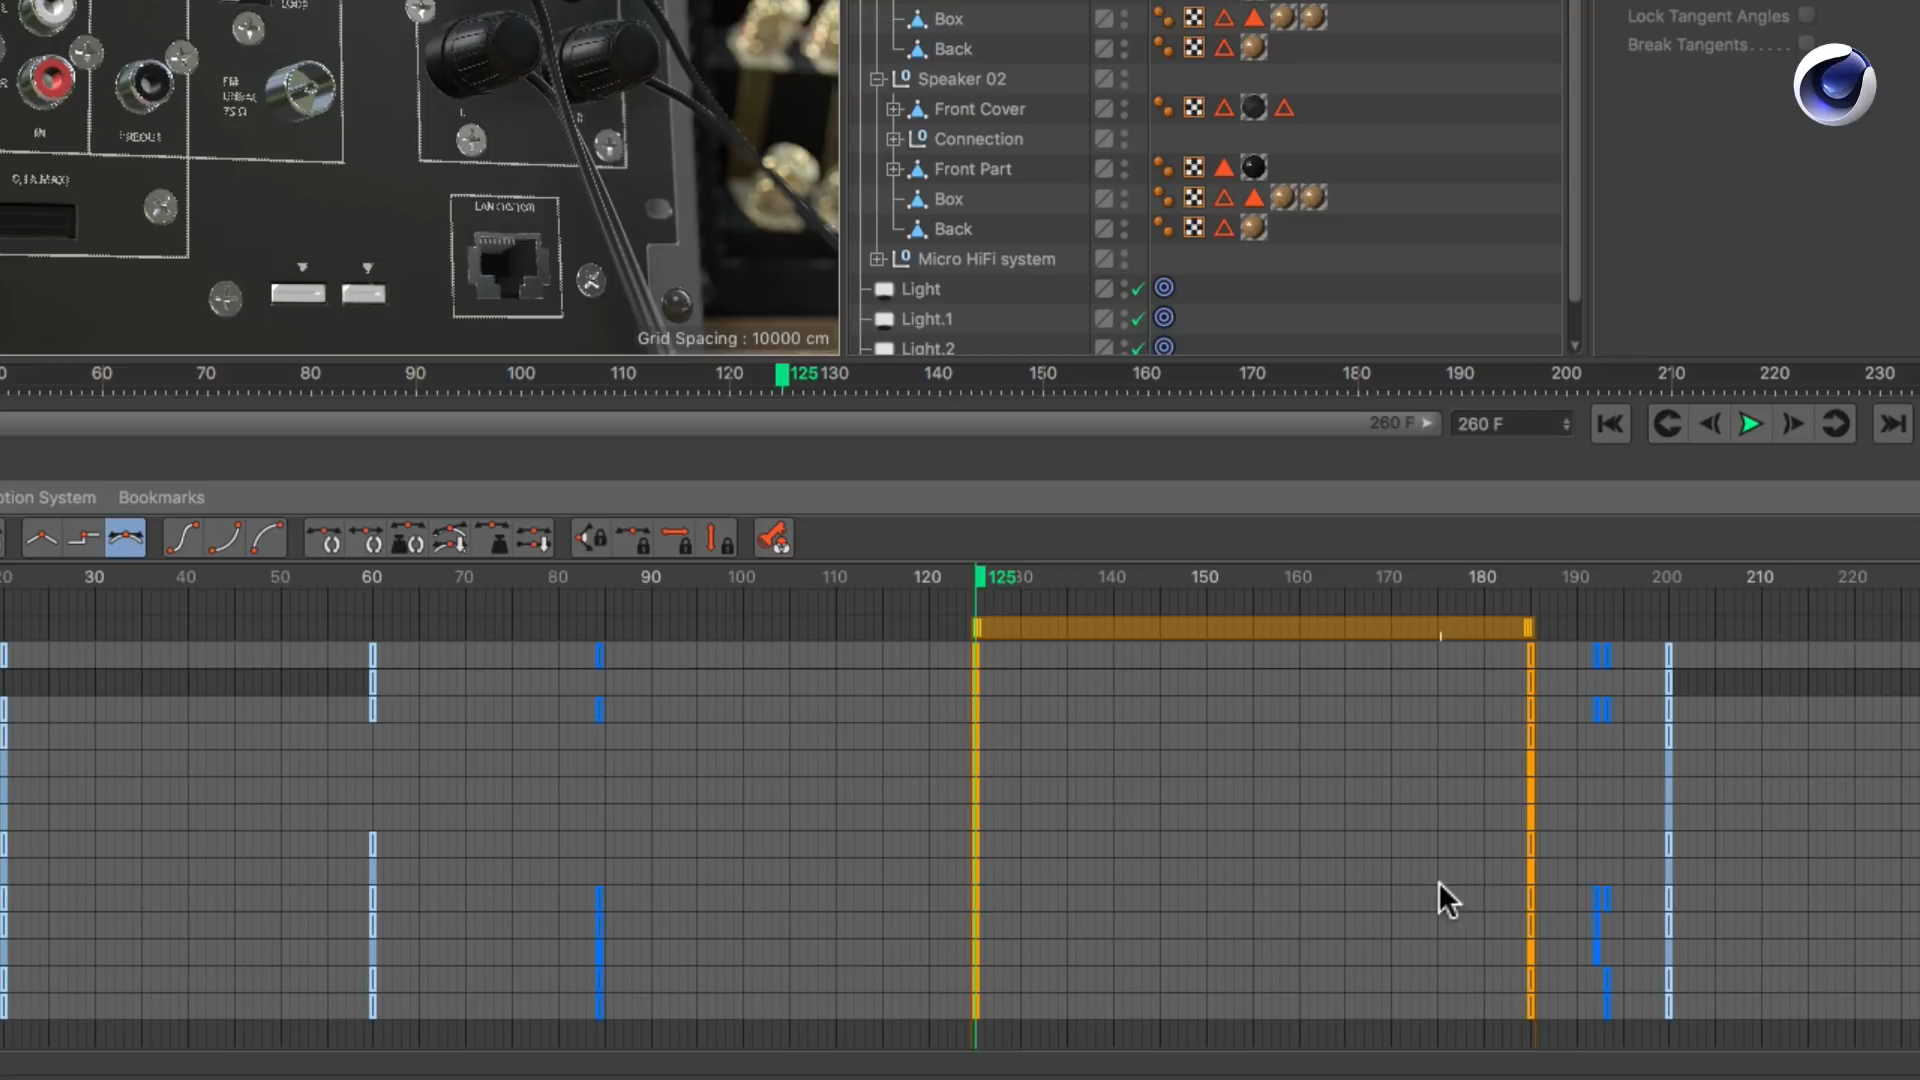 Box
Lock Tangent Angles
Back
Break Tangents.....
Speaker 02
Front Cover
Connection
Front Part
Box
Back
Micro HiFi system
Light
Light.1
Light.2
FM
75 Ω
IN
L
R
Grid Spacing : 10000 cm
60 70 80 90 100 110 120 125 130 140 150 160 170 180 190 200 210 220 230
260 F 260 F
Bookmarks
30 40 50 60 70 80 90 100 110 120 125 140 150 160 170 180 190 200 210 220